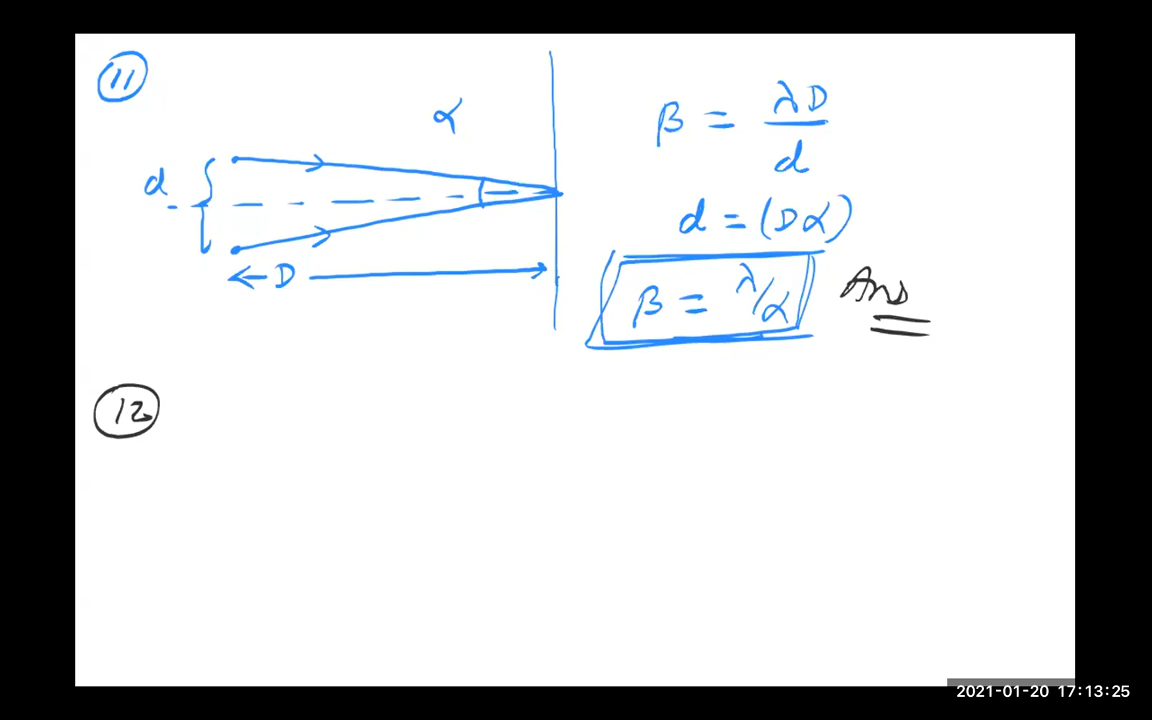 11
α
d
D
β = λD/d
d = (Dα)
β = λ/α Ans
12
2021-01-20 17:13:25